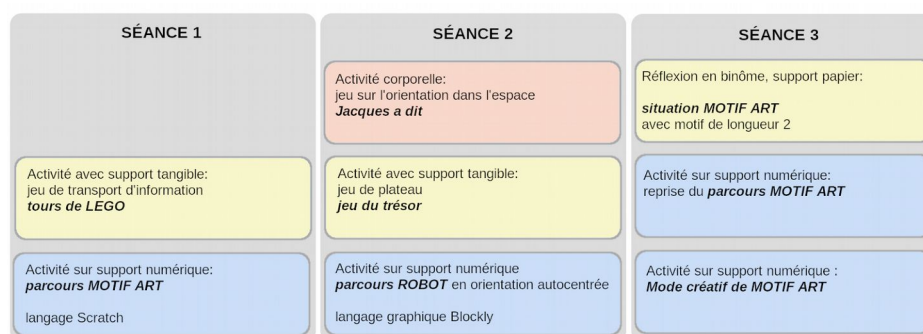 SÉANCE 1
Activité avec support tangible:
jeu de transport d'information
tours de LEGO
Activité sur support numérique:
parcours MOTIF ART
langage Scratch
SÉANCE 2
Activité corporelle:
jeu sur l'orientation dans l'espace
Jacques a dit
Activité avec support tangible:
jeu de plateau
jeu du trésor
Activité sur support numérique
parcours ROBOT en orientation autocentrée
langage graphique Blockly
SÉANCE 3
Réflexion en binôme, support papier:
situation MOTIF ART
avec motif de longueur 2
Activité sur support numérique:
reprise du parcours MOTIF ART
Activité sur support numérique :
Mode créatif de MOTIF ART